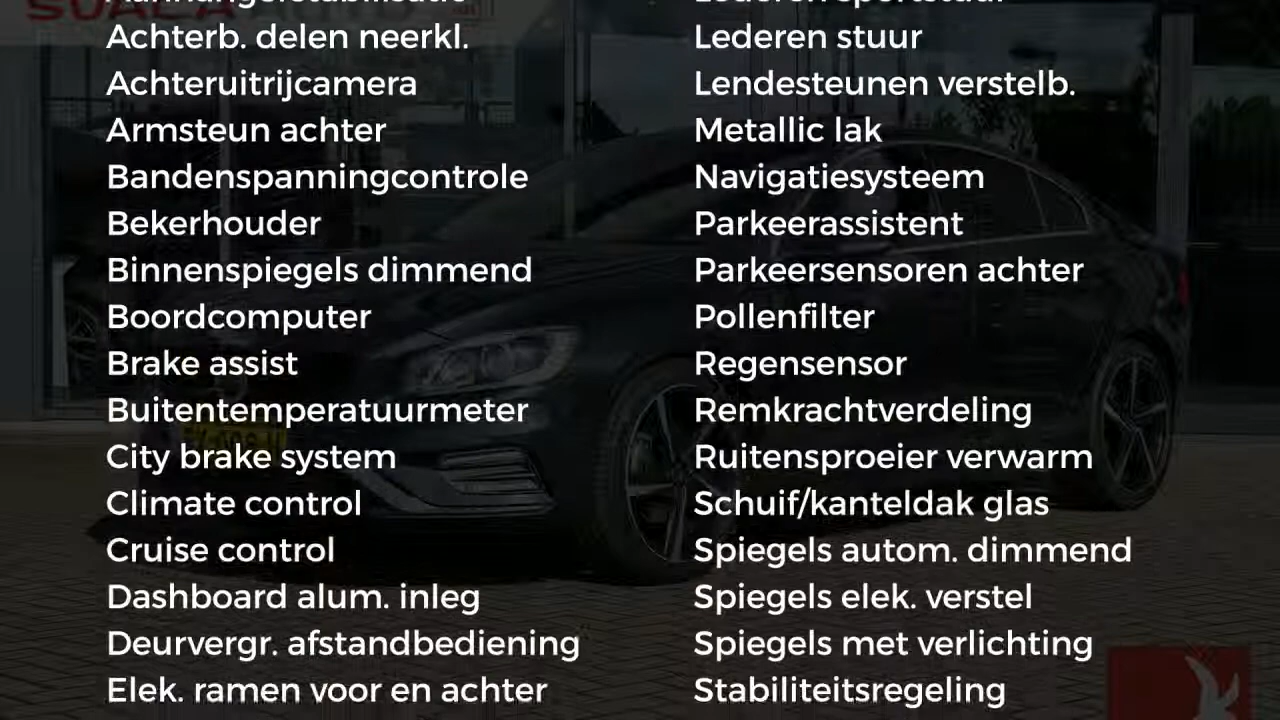 Achterb. delen neerkl.
Achteruitrijcamera
Armsteun achter
Bandenspanningcontrole
Bekerhouder
Binnenspiegels dimmend
Boordcomputer
Brake assist
Buitentemperatuurmeter
City brake system
Climate control
Cruise control
Dashboard alum. inleg
Deurvergr. afstandbediening
Elek. ramen voor en achter
Lederen stuur
Lendesteunen verstelb.
Metallic lak
Navigatiesysteem
Parkeerassistent
Parkeersensoren achter
Pollenfilter
Regensensor
Remkrachtverdeling
Ruitensproeier verwarm
Schuif/kanteldak glas
Spiegels autom. dimmend
Spiegels elek. verstel
Spiegels met verlichting
Stabiliteitsregeling